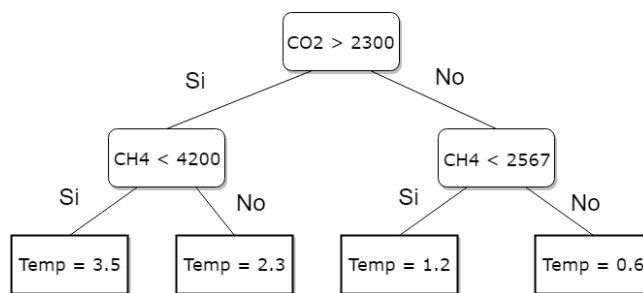 CO2 > 2300
Si
No
CH4 < 4200
CH4 < 2567
Si
No
Si
No
Temp = 3.5
Temp = 2.3
Temp = 1.2
Temp = 0.6